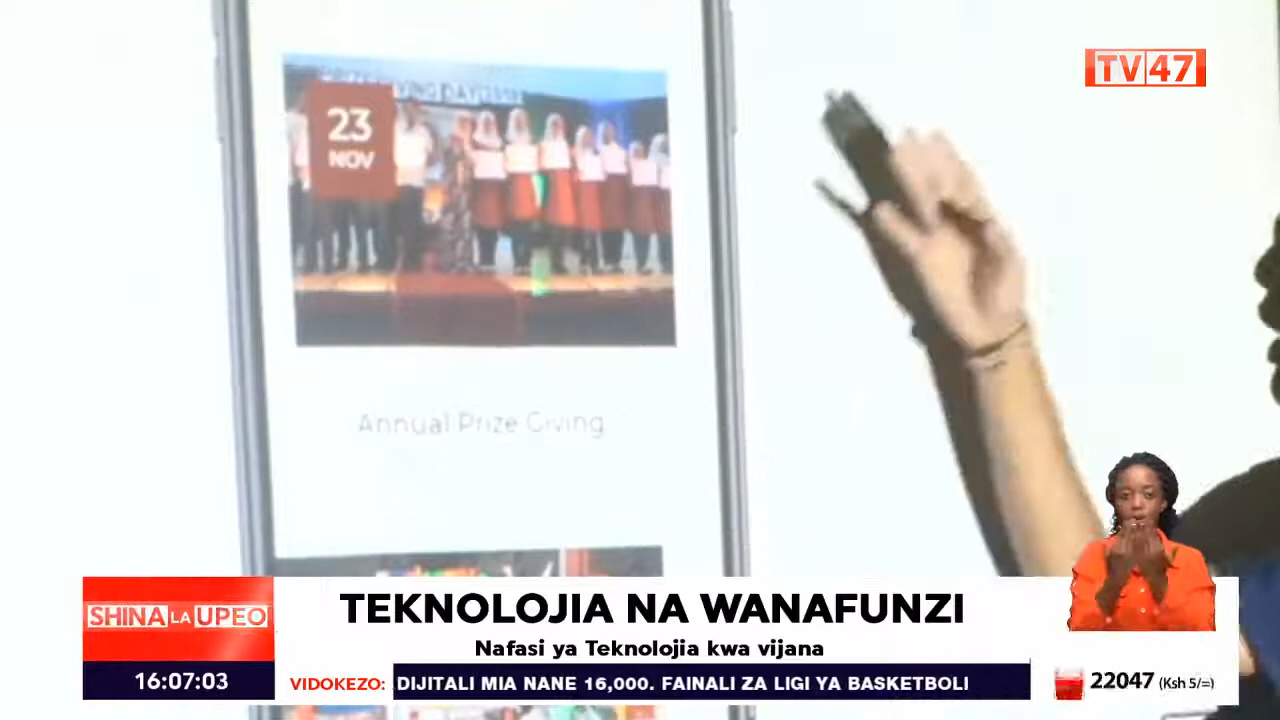 TV47
23
NOV
Annual Prize Giving
SHINA LA UPEO
TEKNOLOJIA NA WANAFUNZI
Nafasi ya Teknolojia kwa vijana
16:07:03
VIDOKEZO: DIJITALI MIA NANE 16,000. FAINALI ZA LIGI YA BASKETBOLI
22047 (Ksh 5/=)